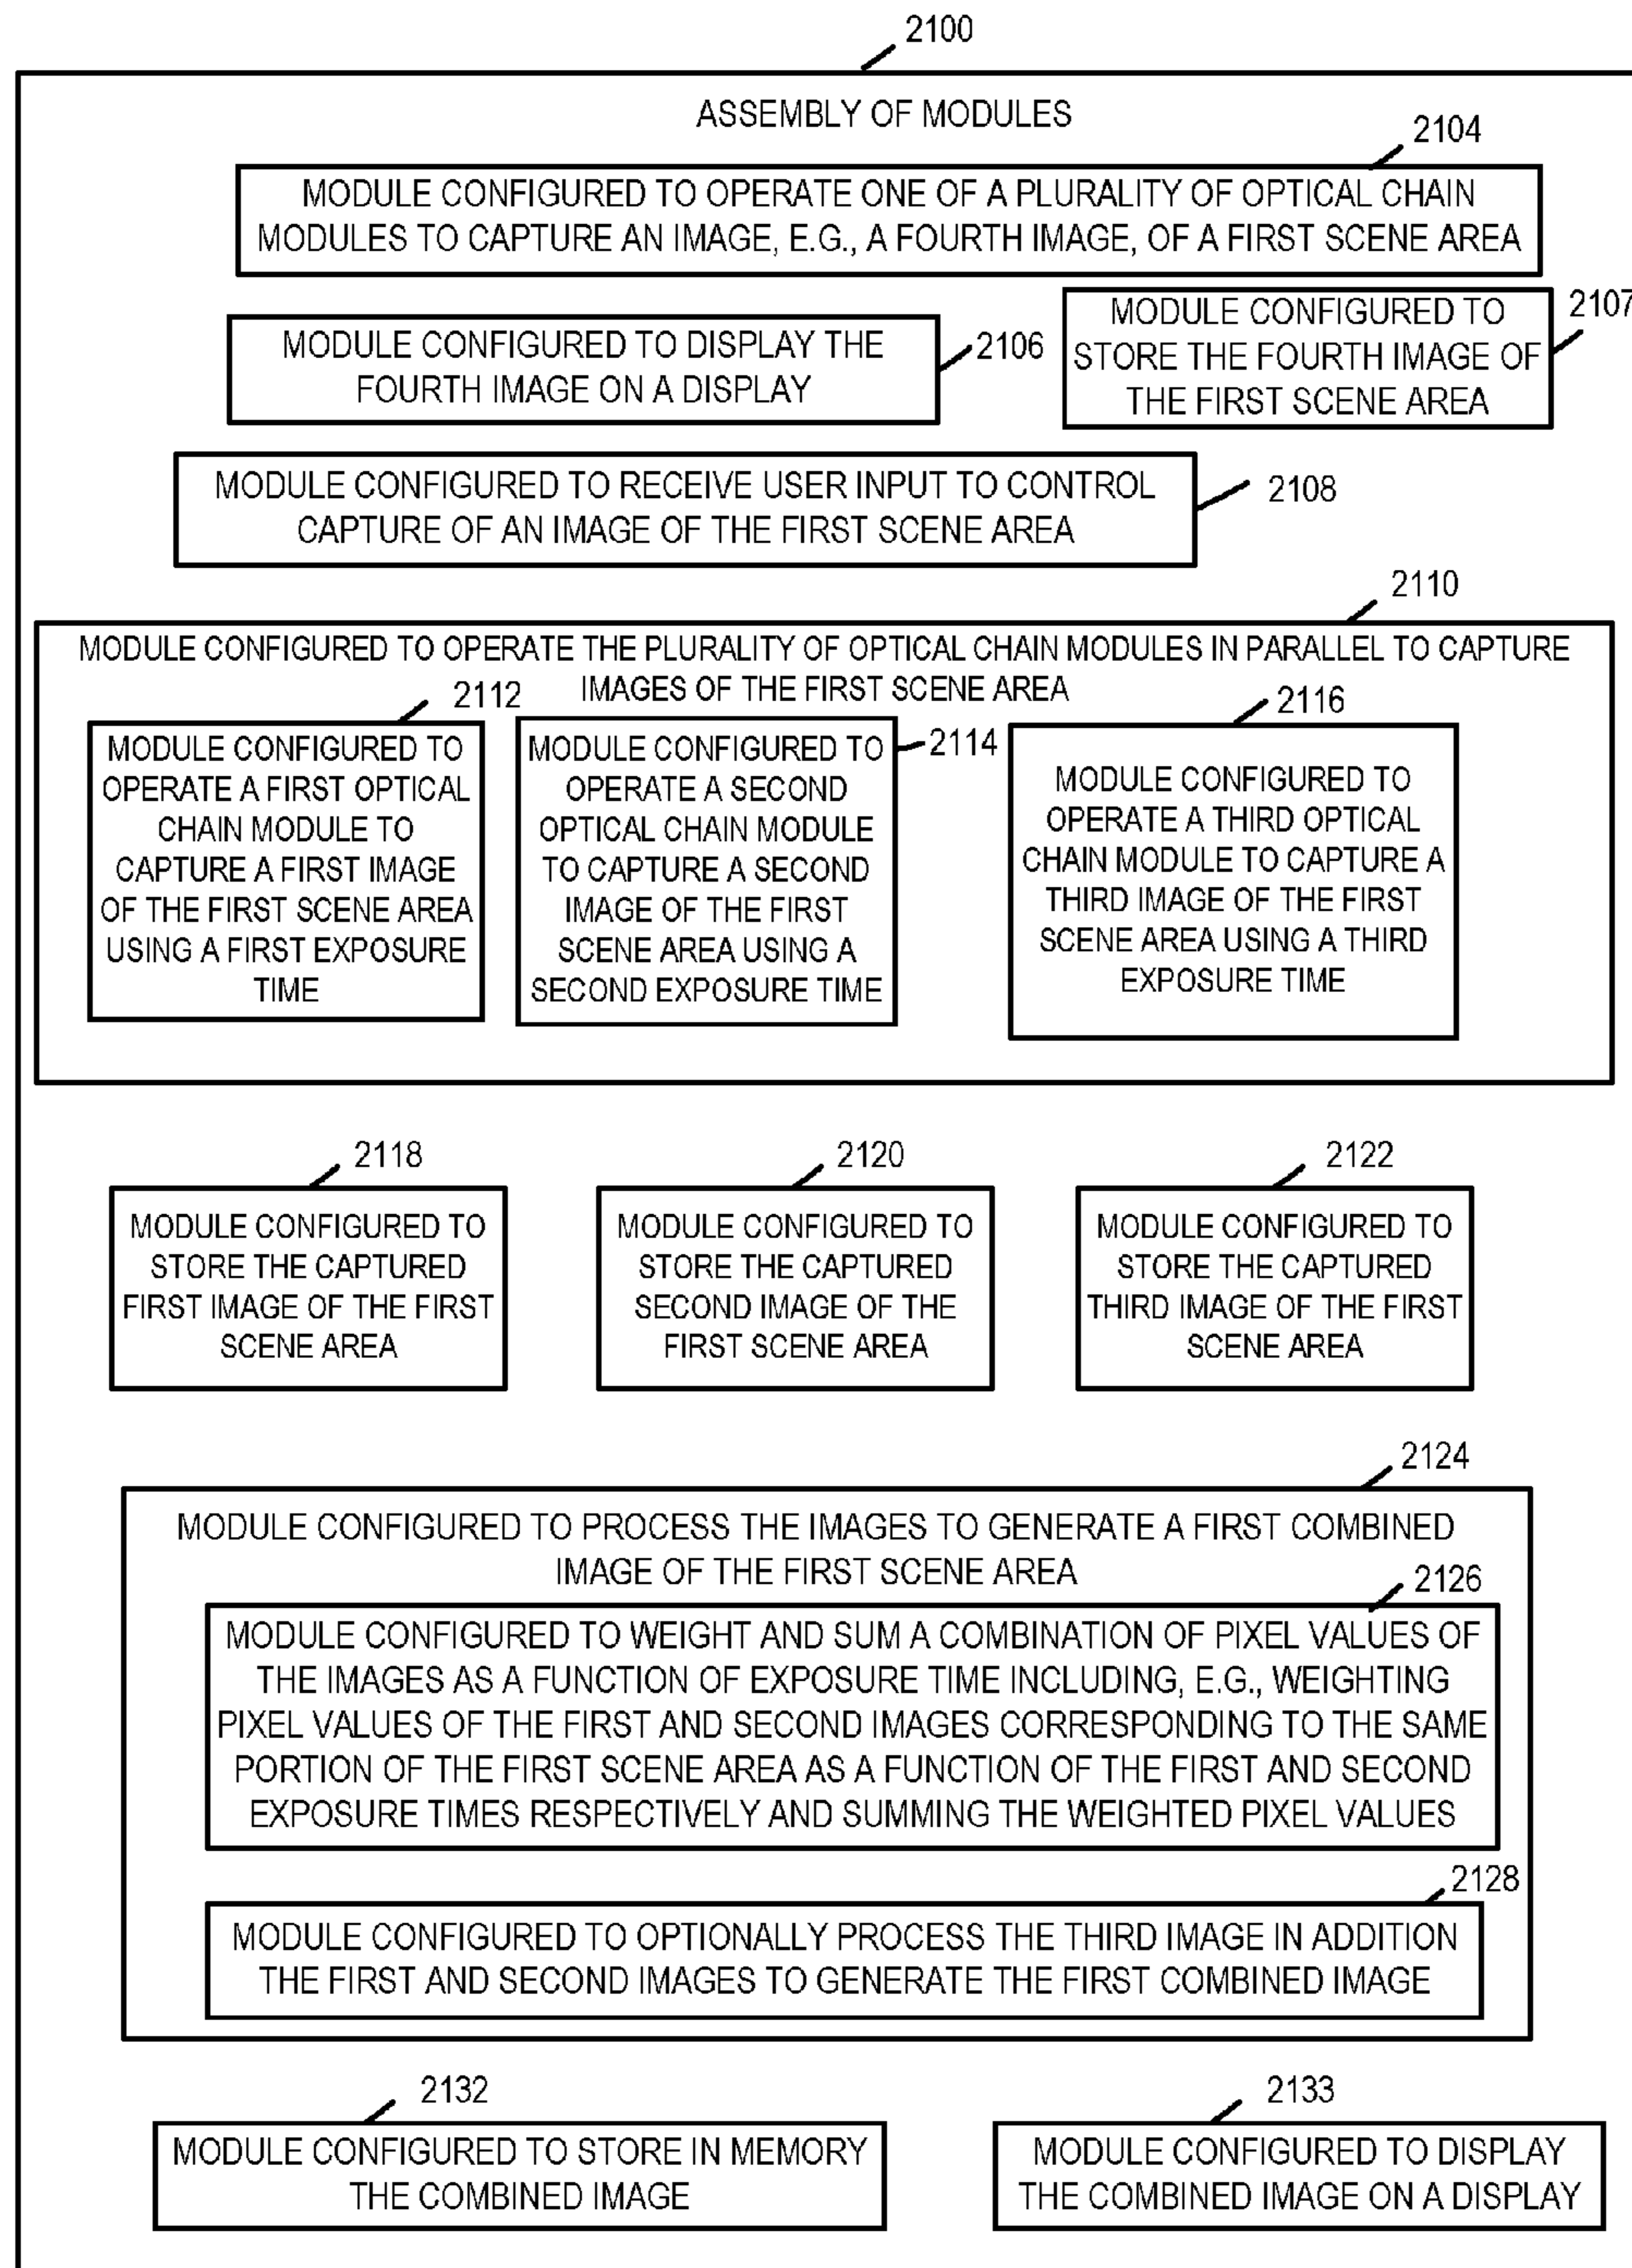 2100
ASSEMBLY OF MODULES
2104
MODULE CONFIGURED TO OPERATE ONE OF A PLURALITY OF OPTICAL CHAIN
MODULES TO CAPTURE AN IMAGE, E.G., A FOURTH IMAGE, OF A FIRST SCENE AREA
MODULE CONFIGURED TO DISPLAY THE
FOURTH IMAGE ON A DISPLAY
2106
MODULE CONFIGURED TO
STORE THE FOURTH IMAGE OF
THE FIRST SCENE AREA
2107
MODULE CONFIGURED TO RECEIVE USER INPUT TO CONTROL
CAPTURE OF AN IMAGE OF THE FIRST SCENE AREA
2108
2110
MODULE CONFIGURED TO OPERATE THE PLURALITY OF OPTICAL CHAIN MODULES IN PARALLEL TO CAPTURE
IMAGES OF THE FIRST SCENE AREA
2112
MODULE CONFIGURED TO
OPERATE A FIRST OPTICAL
CHAIN MODULE TO
CAPTURE A FIRST IMAGE
OF THE FIRST SCENE AREA
USING A FIRST EXPOSURE
TIME
2114
MODULE CONFIGURED TO
OPERATE A SECOND
OPTICAL CHAIN MODULE
TO CAPTURE A SECOND
IMAGE OF THE FIRST
SCENE AREA USING A
SECOND EXPOSURE TIME
2116
MODULE CONFIGURED TO
OPERATE A THIRD OPTICAL
CHAIN MODULE TO CAPTURE A
THIRD IMAGE OF THE FIRST
SCENE AREA USING A THIRD
EXPOSURE TIME
2118
MODULE CONFIGURED TO
STORE THE CAPTURED
FIRST IMAGE OF THE FIRST
SCENE AREA
2120
MODULE CONFIGURED TO
STORE THE CAPTURED
SECOND IMAGE OF THE
FIRST SCENE AREA
2122
MODULE CONFIGURED TO
STORE THE CAPTURED
THIRD IMAGE OF THE FIRST
SCENE AREA
2124
MODULE CONFIGURED TO PROCESS THE IMAGES TO GENERATE A FIRST COMBINED
IMAGE OF THE FIRST SCENE AREA
2126
MODULE CONFIGURED TO WEIGHT AND SUM A COMBINATION OF PIXEL VALUES OF
THE IMAGES AS A FUNCTION OF EXPOSURE TIME INCLUDING, E.G., WEIGHTING
PIXEL VALUES OF THE FIRST AND SECOND IMAGES CORRESPONDING TO THE SAME
PORTION OF THE FIRST SCENE AREA AS A FUNCTION OF THE FIRST AND SECOND
EXPOSURE TIMES RESPECTIVELY AND SUMMING THE WEIGHTED PIXEL VALUES
2128
MODULE CONFIGURED TO OPTIONALLY PROCESS THE THIRD IMAGE IN ADDITION
THE FIRST AND SECOND IMAGES TO GENERATE THE FIRST COMBINED IMAGE
2132
MODULE CONFIGURED TO STORE IN MEMORY
THE COMBINED IMAGE
2133
MODULE CONFIGURED TO DISPLAY
THE COMBINED IMAGE ON A DISPLAY